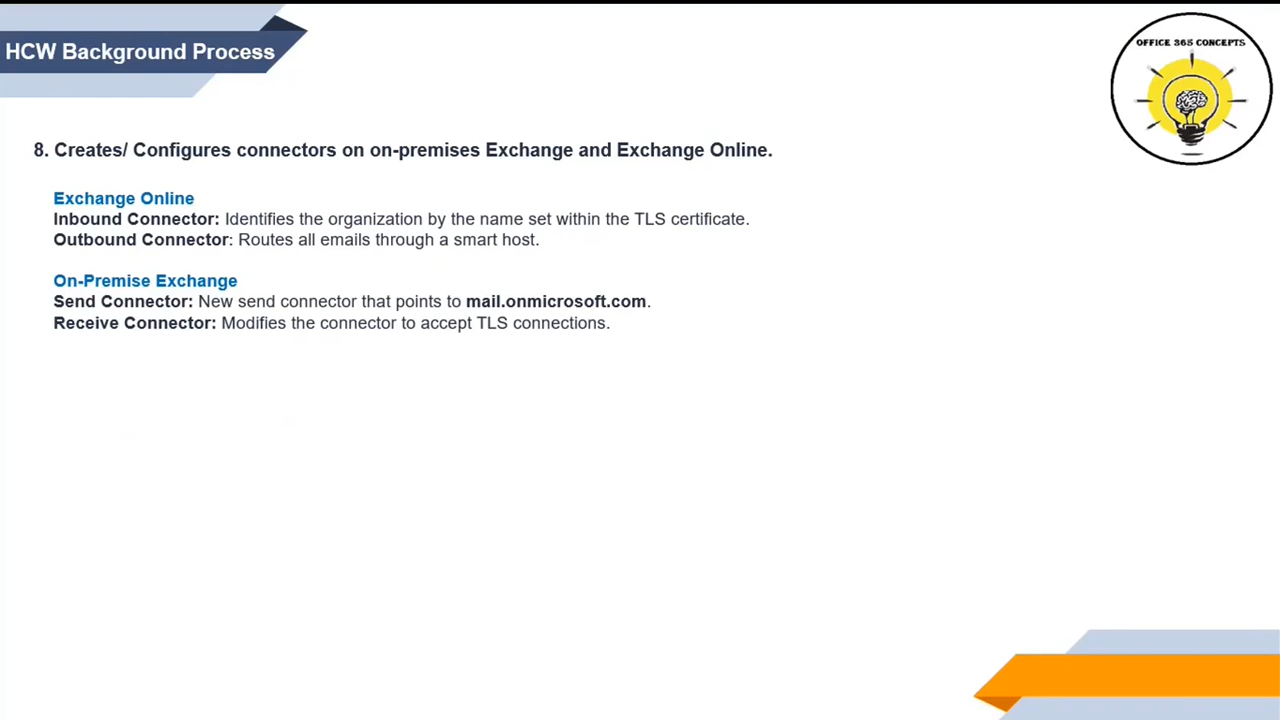 HCW Background Process
OFFICE 365 CONCEPTS
8. Creates/ Configures connectors on on-premises Exchange and Exchange Online.
Exchange Online
Inbound Connector: Identifies the organization by the name set within the TLS certificate.
Outbound Connector: Routes all emails through a smart host.
On-Premise Exchange
Send Connector: New send connector that points to mail.onmicrosoft.com.
Receive Connector: Modifies the connector to accept TLS connections.